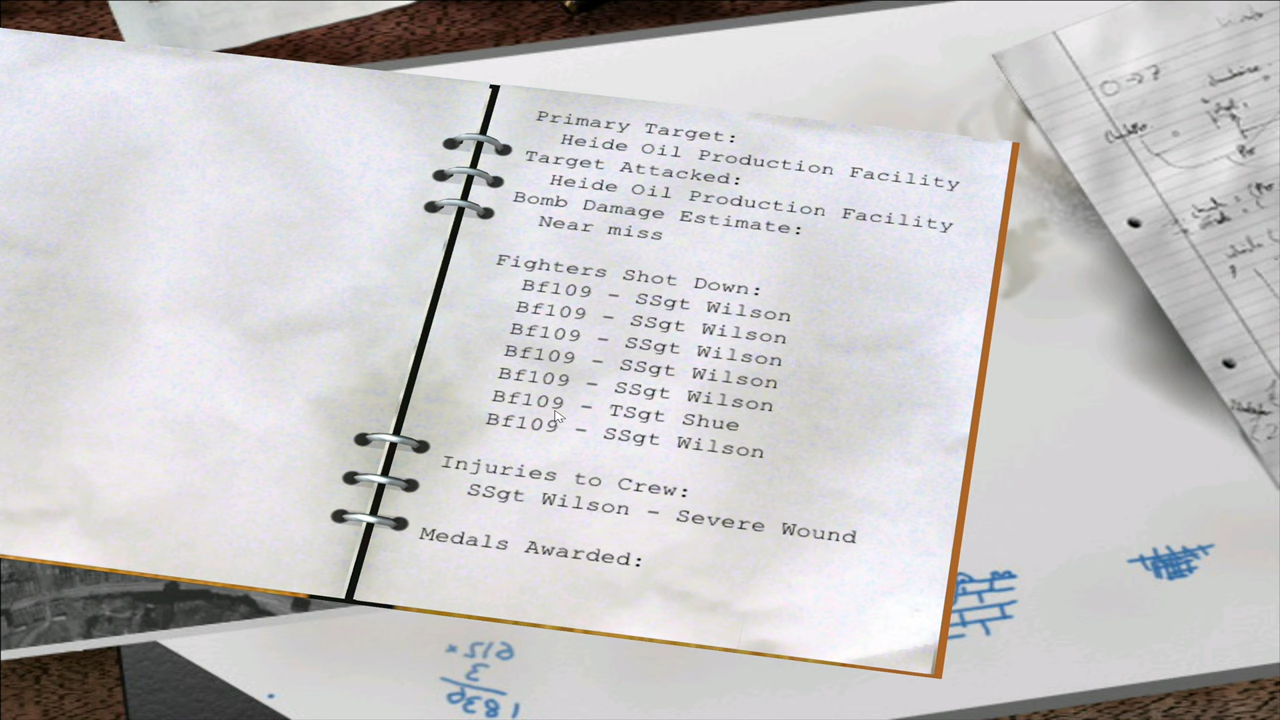 Primary Target:
Heide Oil Production Facility
Target Attacked:
Heide Oil Production Facility
Bomb Damage Estimate:
Near miss
Fighters Shot Down:
Bf109 - SSgt Wilson
Bf109 - SSgt Wilson
Bf109 - SSgt Wilson
Bf109 - SSgt Wilson
Bf109 - SSgt Wilson
Bf109 - TSgt Shue
Bf109 - SSgt Wilson
Injuries to Crew:
SSgt Wilson - Severe Wound
Medals Awarded: